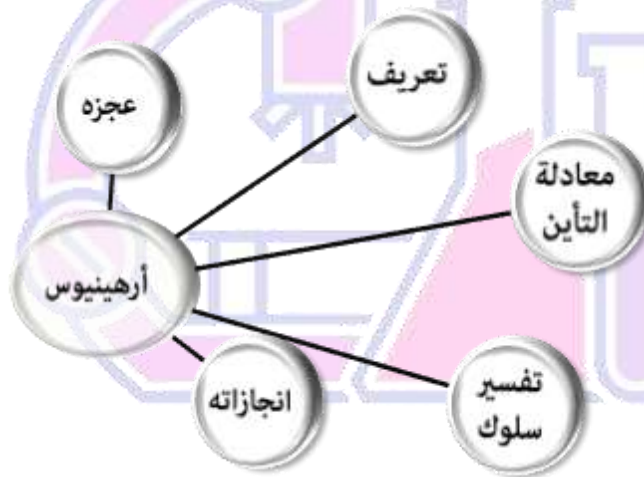 تعريف
عجزه
معادلة
التأين
أرهينيوس
تفسير
سلوك
انجازاته